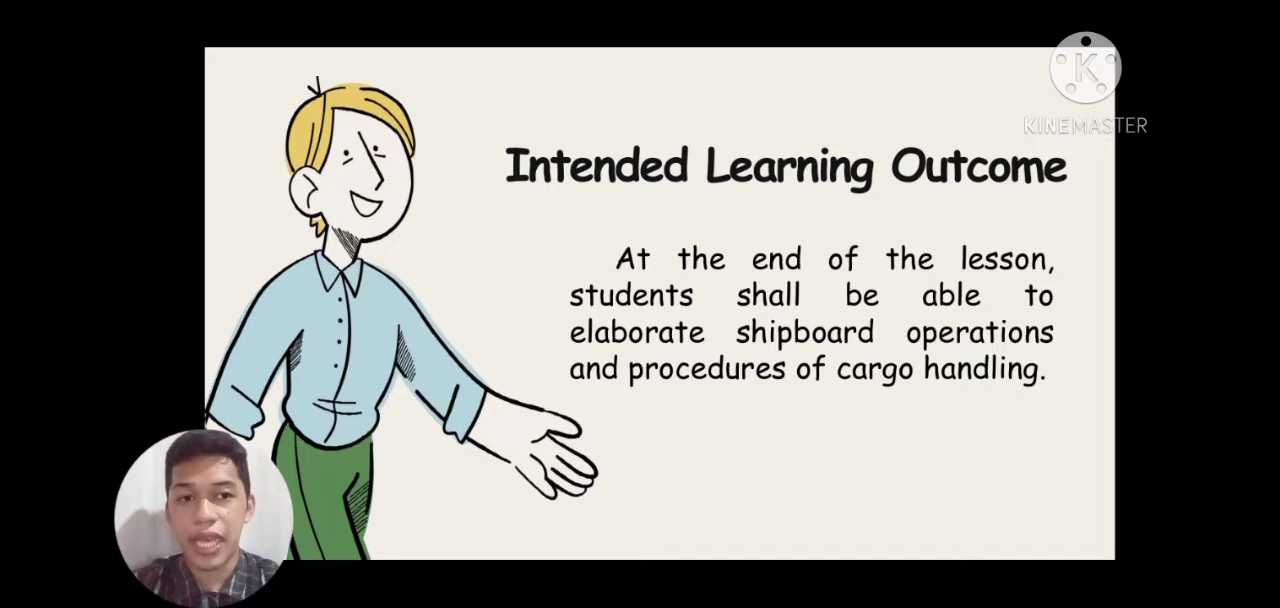 K
KINEMASTER
Intended Learning Outcome
At the end of the lesson,
students shall be able to
elaborate shipboard operations
and procedures of cargo handling.